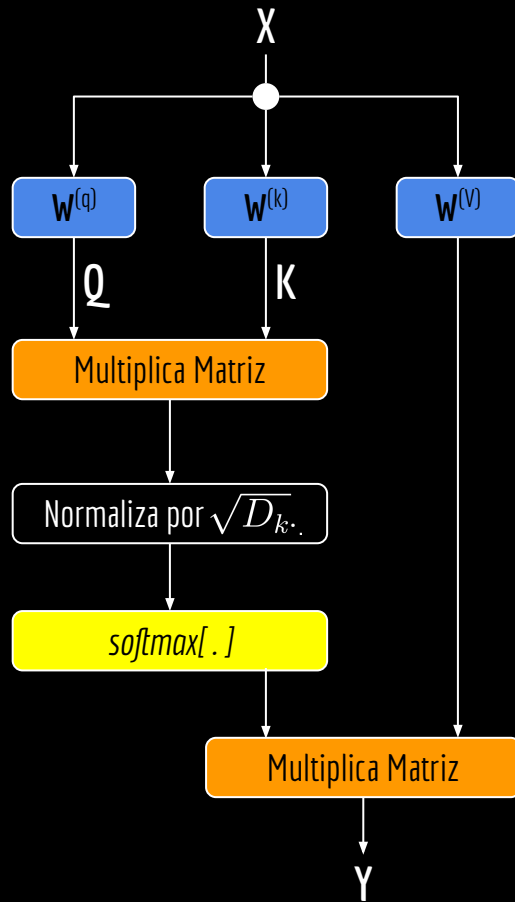 X
W(q) W(k) W(V)
Q K
Multiplica Matriz
Normaliza por √D_k..
softmax[ . ]
Multiplica Matriz
Y